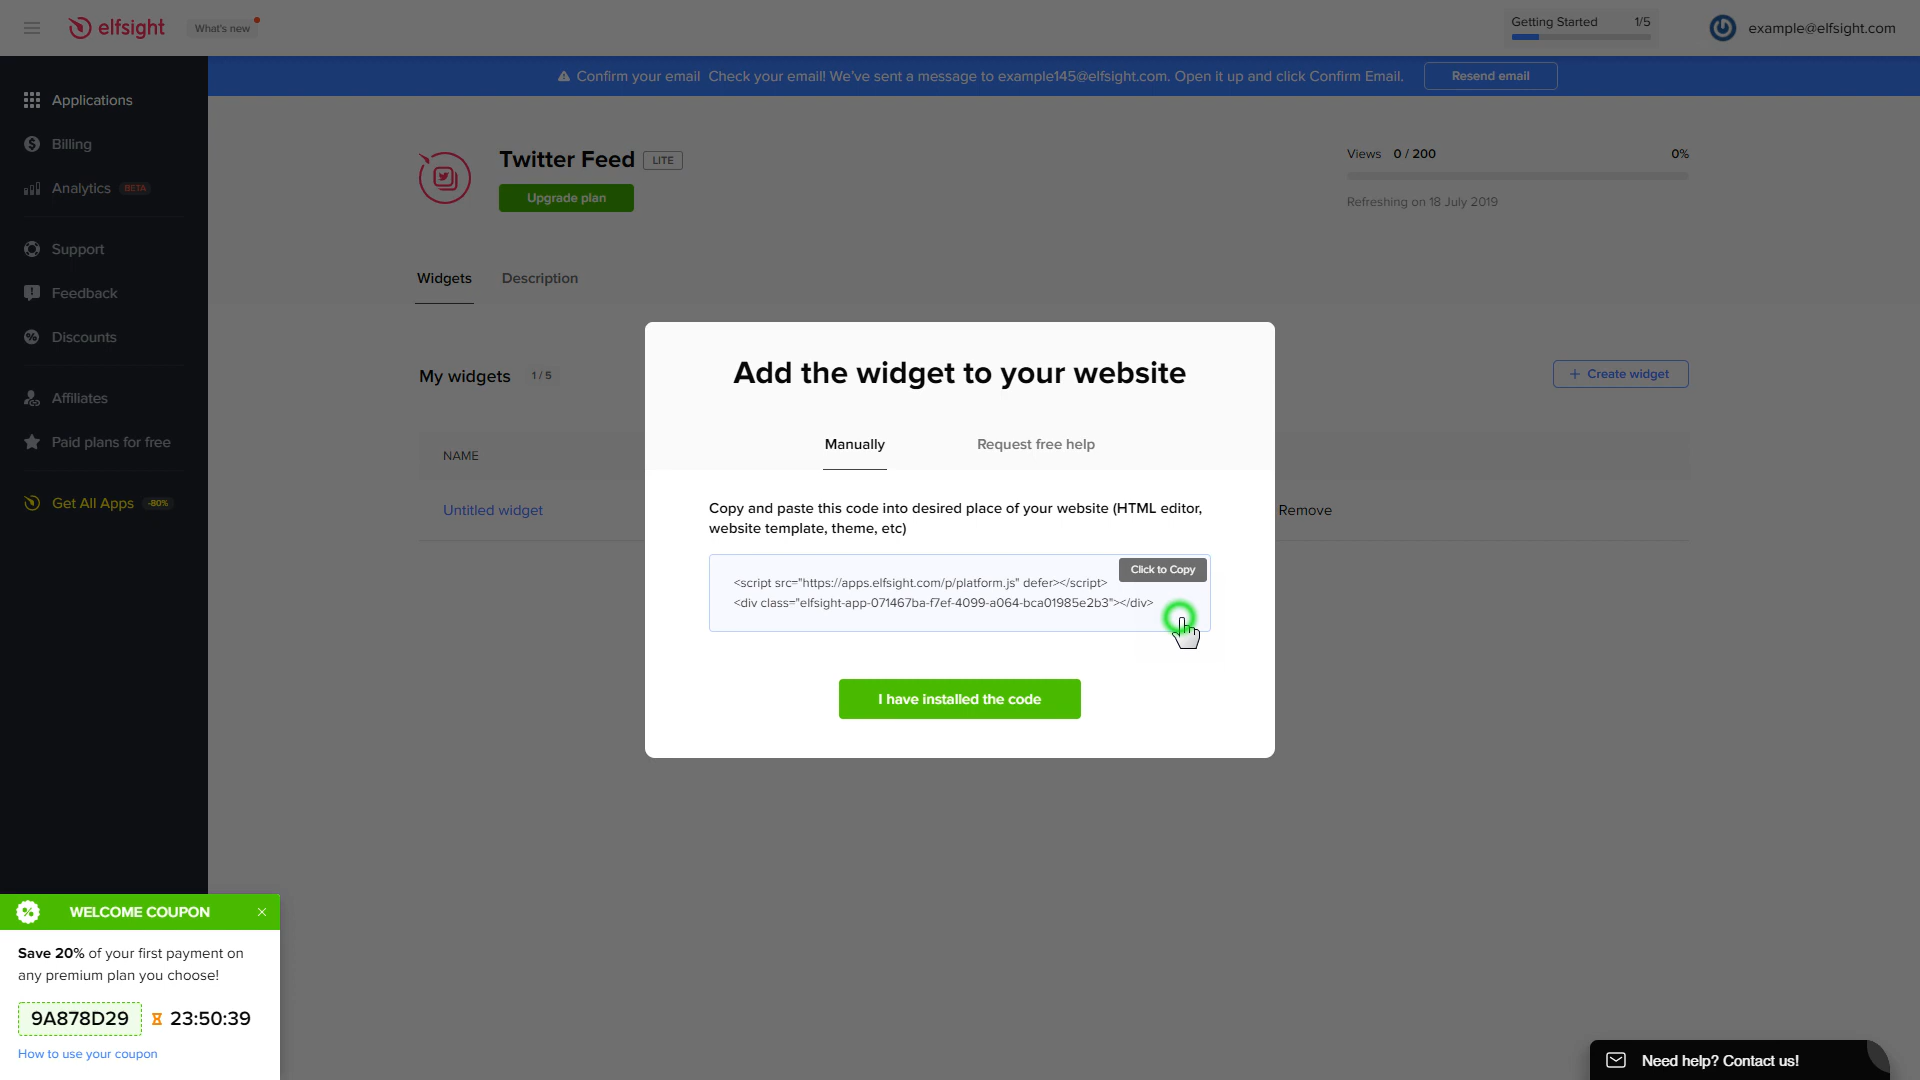 elfsight
What's new
Getting Started 1/5
example@elfsight.com
Confirm your email Check your email! We've sent a message to example145@elfsight.com. Open it up and click Confirm Email.
Resend email
Applications
Billing
Analytics BETA
Support
Feedback
Discounts
Affiliates
Paid plans for free
Get All Apps -80%
Twitter Feed LITE
Upgrade plan
Views 0 / 200 0%
Refreshing on 18 July 2019
Widgets Description
My widgets 1 / 5
+ Create widget
NAME
Untitled widget
Remove
Add the widget to your website
Manually Request free help
Copy and paste this code into desired place of your website (HTML editor,
website template, theme, etc)
Click to Copy
<script src="https://apps.elfsight.com/p/platform.js" defer></script>
<div class="elfsight-app-071467ba-f7ef-4099-a064-bca01985e2b3"></div>
I have installed the code
WELCOME COUPON
Save 20% of your first payment on
any premium plan you choose!
9A878D29 23:50:39
How to use your coupon
Need help? Contact us!